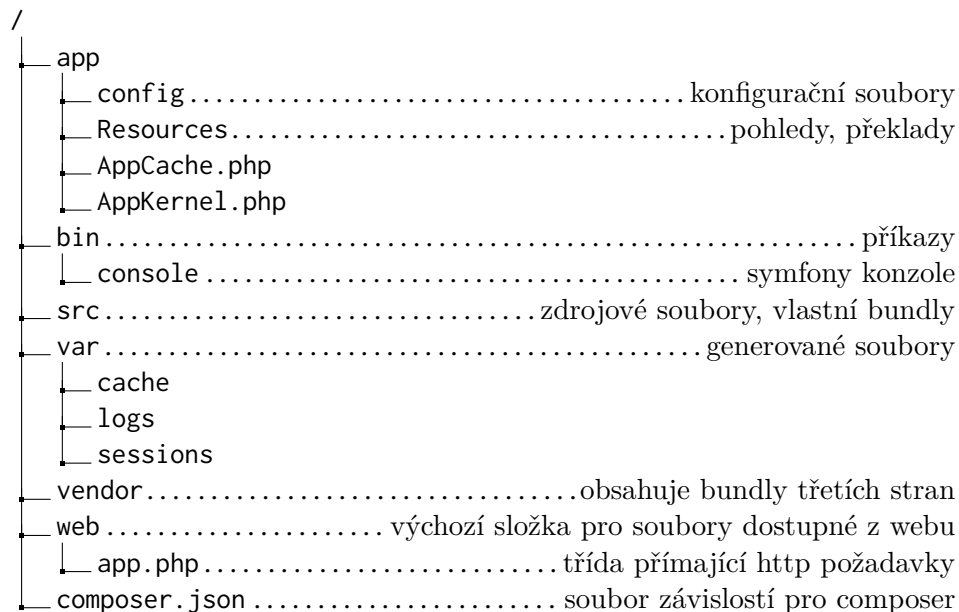 /
app
config...........................................konfigurační soubory
Resources.......................................pohledy, překlady
AppCache.php
AppKernel.php
bin...........................................................příkazy
console..........................................symfony konzole
src..................................zdrojové soubory, vlastní bundly
var...............................................generované soubory
cache
logs
sessions
vendor..................................obsahuje bundly třetích stran
web......................výchozí složka pro soubory dostupné z webu
app.php............................třída přímající http požadavky
composer.json........................soubor závislostí pro composer